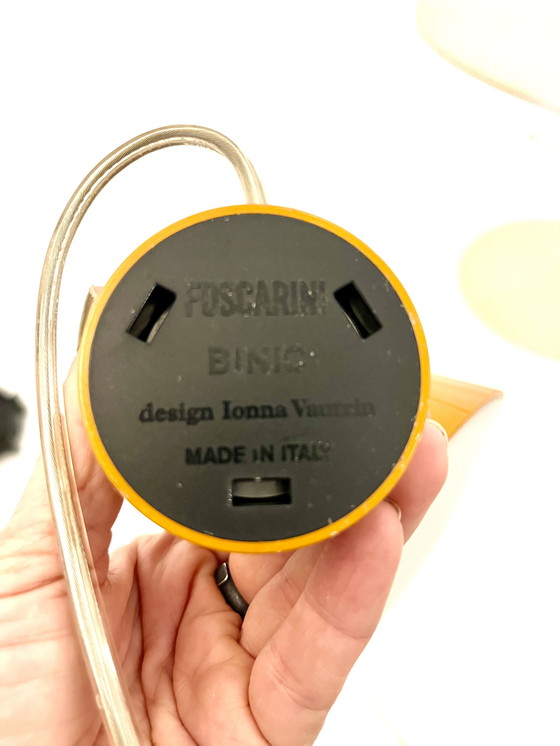 FOSCARINI
BINIC
design Ionna Vautrin
MADE IN ITALY